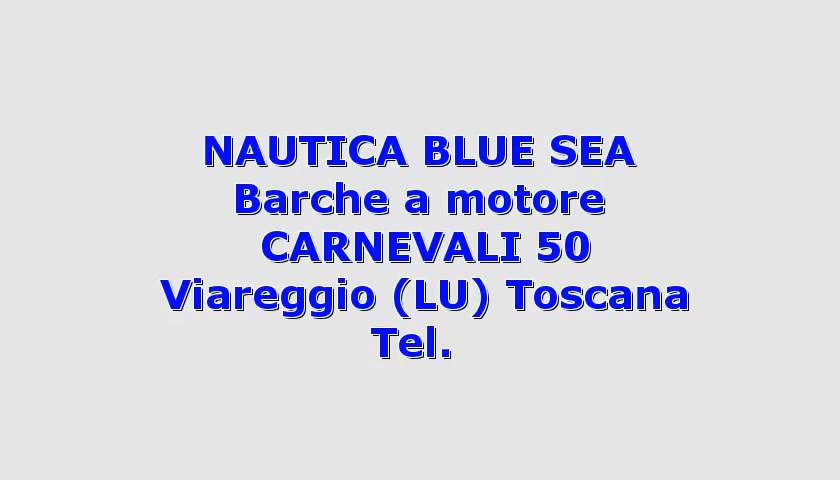 NAUTICA BLUE SEA
Barche a motore
CARNEVALI 50
Viareggio (LU) Toscana
Tel.